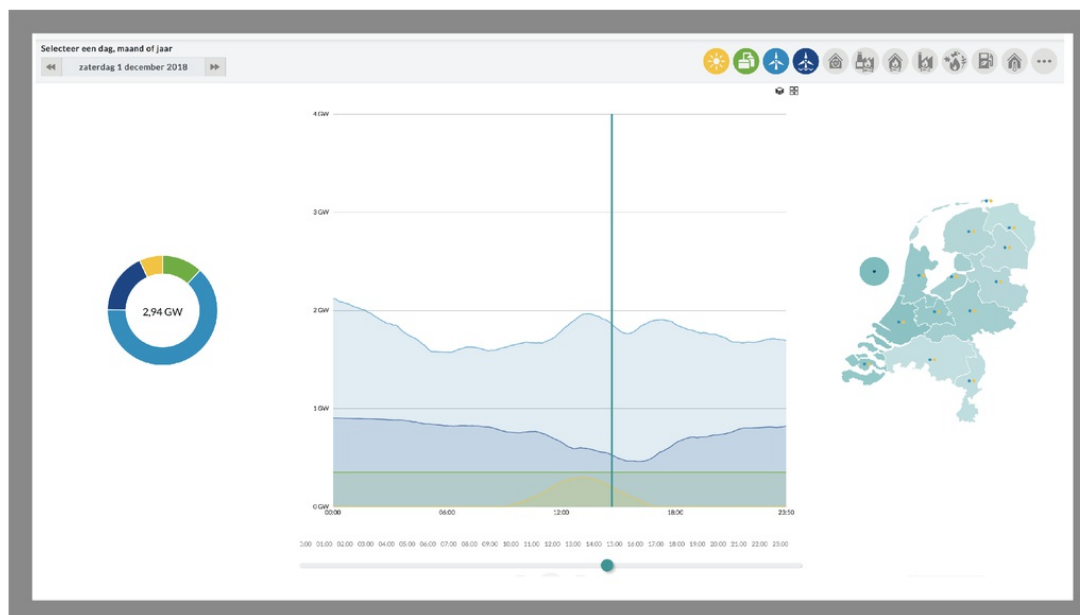 Selecteer een dag, maand of jaar
zaterdag 1 december 2018
4 GW
3 GW
2 GW
1 GW
0 GW
00:00 06:00 12:00 18:00 23:50
2,94 GW
01:00 02:00 03:00 04:00 05:00 06:00 07:00 08:00 09:00 10:00 11:00 12:00 13:00 14:00 15:00 16:00 17:00 18:00 19:00 20:00 21:00 22:00 23:00